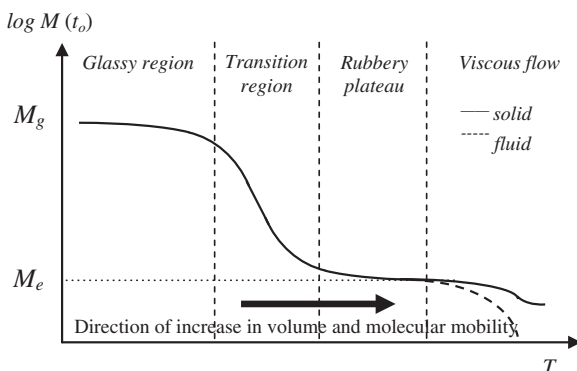 log M (t_o)
Glassy region
Transition
region
Rubbery
plateau
Viscous flow
solid
fluid
M_g
M_e
Direction of increase in volume and molecular mobility
T